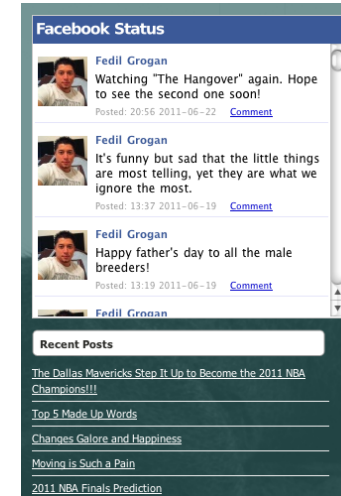 Facebook Status
Fedil Grogan
Watching "The Hangover" again. Hope
to see the second one soon!
Posted: 20:56 2011-06-22 Comment
Fedil Grogan
It's funny but sad that the little things
are most telling, yet they are what we
ignore the most.
Posted: 13:37 2011-06-19 Comment
Fedil Grogan
Happy father's day to all the male
breeders!
Posted: 13:19 2011-06-19 Comment
Fedil Grogan
Recent Posts
The Dallas Mavericks Step It Up to Become the 2011 NBA
Champions!!!
Top 5 Made Up Words
Changes Galore and Happiness
Moving is Such a Pain
2011 NBA Finals Prediction